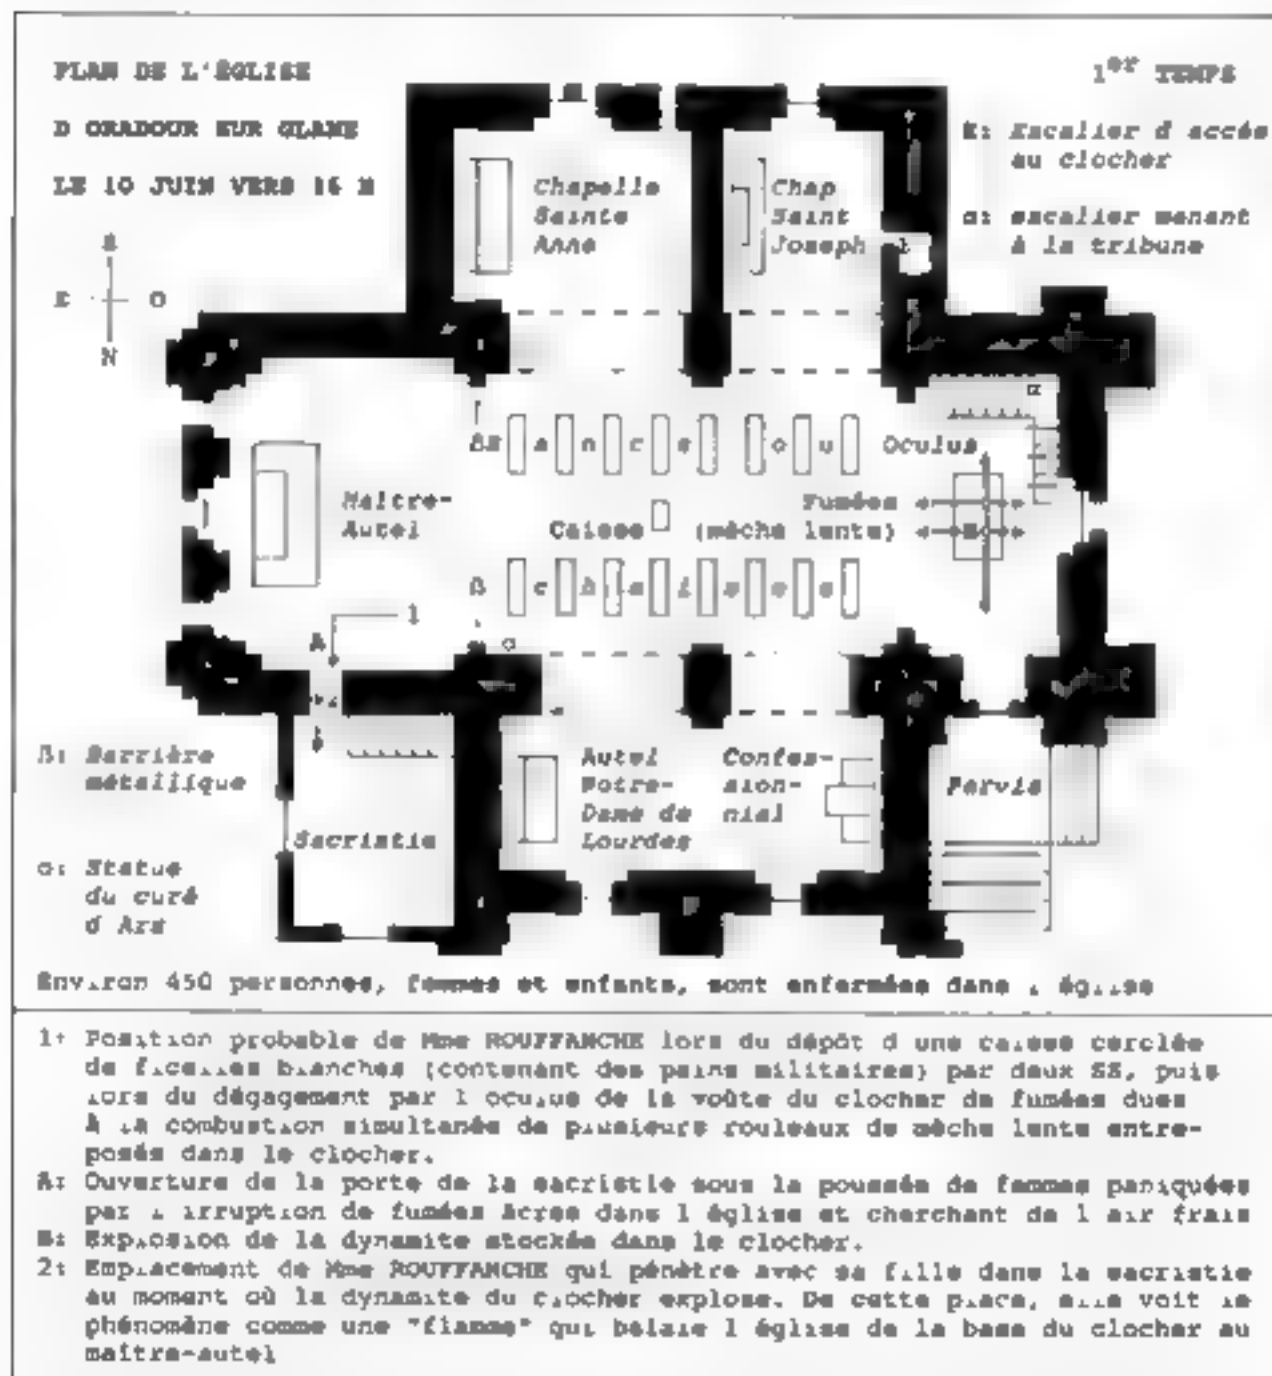 PLAN DE L'ÉGLISE
D ORADOUR SUR GLANE
LE 10 JUIN VERS 16 H
1er TEMPS
E: Escalier d accés
au clocher
α: escalier menant
à la tribune
S
E O
N
Chapelle
Sainte
Anne
Chap
Saint
Joseph
E
α
ßE a n c s o u
Oculus
Maître-
Autel
Fumées
Caisse (mèche lente)
B
ß c h a i s e s
1
A
o
2
ß: Barrière
métallique
Autel
Notre-
Dame de
Lourdes
Confes-
sion-
nial
Parvis
Sacristie
o: Statue
du curé
d Ars
Environ 450 personnes, femmes et enfants, sont enfermées dans l église
1: Position probable de Mme ROUFFANCHE lors du dépôt d une caisse cerclée
de ficelles blanches (contenant des pains militaires) par deux SS, puis
lors du dégagement par l oculus de la voûte du clocher de fumées dues
à la combustion simultanée de plusieurs rouleaux de mèche lente entre-
posés dans le clocher.
A: Ouverture de la porte de la sacristie sous la poussée de femmes paniquées
par l irruption de fumées âcres dans l église et cherchant de l air frais
B: Explosion de la dynamite stockée dans le clocher.
2: Emplacement de Mme ROUFFANCHE qui pénètre avec sa fille dans la sacristie
au moment où la dynamite du clocher explose. De cette place, elle voit le
phénomène comme une "flamme" qui balaie l église de la base du clocher au
maître-autel